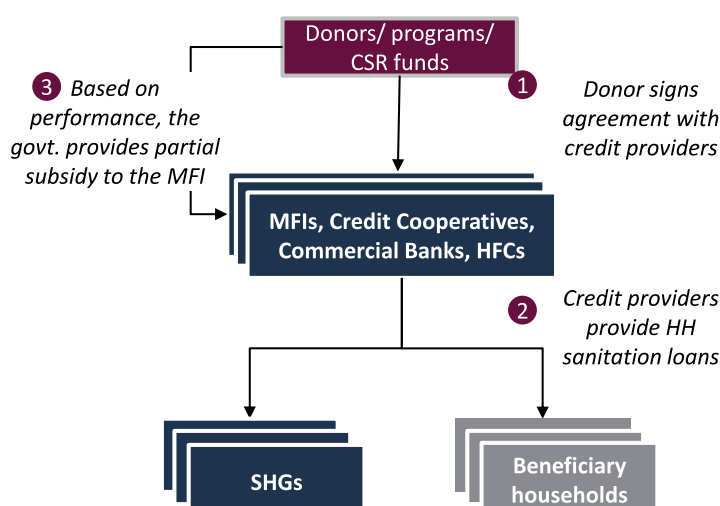 Donors/ programs/
CSR funds
1
Donor signs
agreement with
credit providers
3 Based on
performance, the
govt. provides partial
subsidy to the MFI
MFIs, Credit Cooperatives,
Commercial Banks, HFCs
2
Credit providers
provide HH
sanitation loans
SHGs
Beneficiary
households